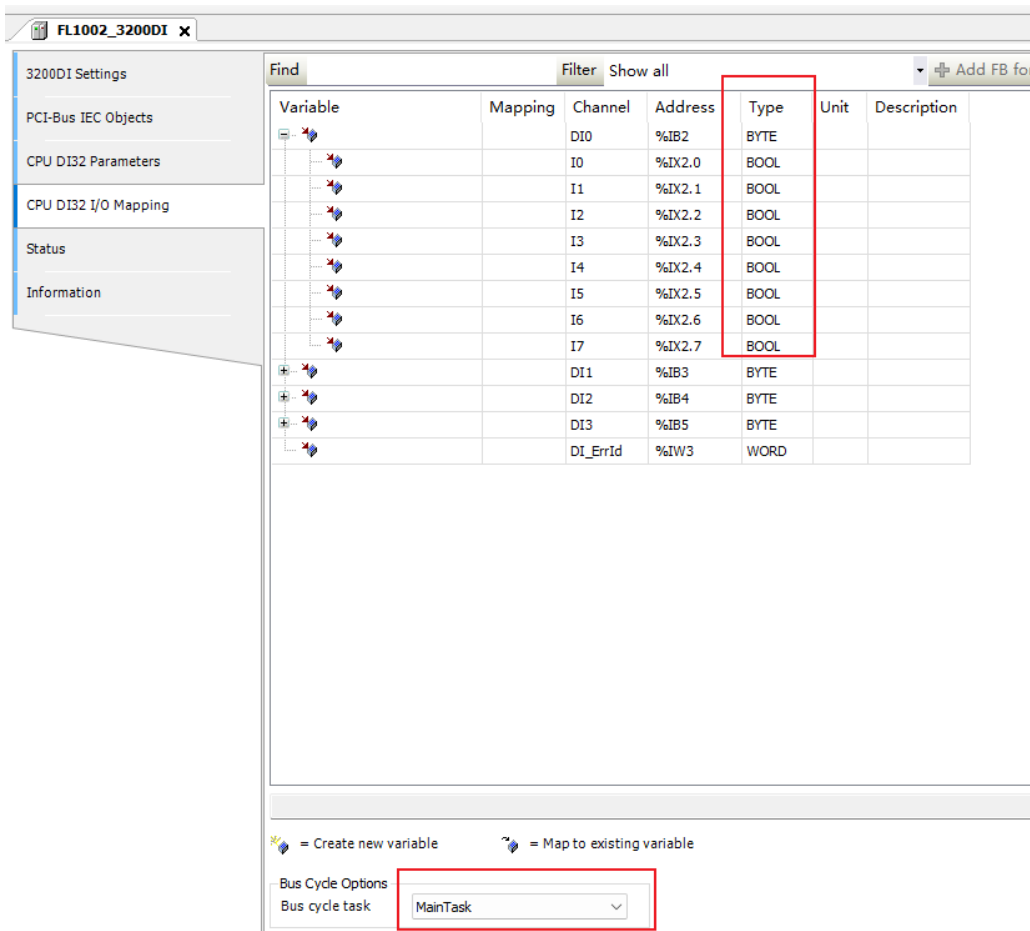 FL1002_3200DI
3200DI Settings
PCI-Bus IEC Objects
CPU DI32 Parameters
CPU DI32 I/O Mapping
Status
Information
Find Filter Show all Add FB for
Variable Mapping Channel Address Type Unit Description
DI0 %IB2 BYTE
I0 %IX2.0 BOOL
I1 %IX2.1 BOOL
I2 %IX2.2 BOOL
I3 %IX2.3 BOOL
I4 %IX2.4 BOOL
I5 %IX2.5 BOOL
I6 %IX2.6 BOOL
I7 %IX2.7 BOOL
DI1 %IB3 BYTE
DI2 %IB4 BYTE
DI3 %IB5 BYTE
DI_ErrId %IW3 WORD
= Create new variable = Map to existing variable
Bus Cycle Options
Bus cycle task MainTask